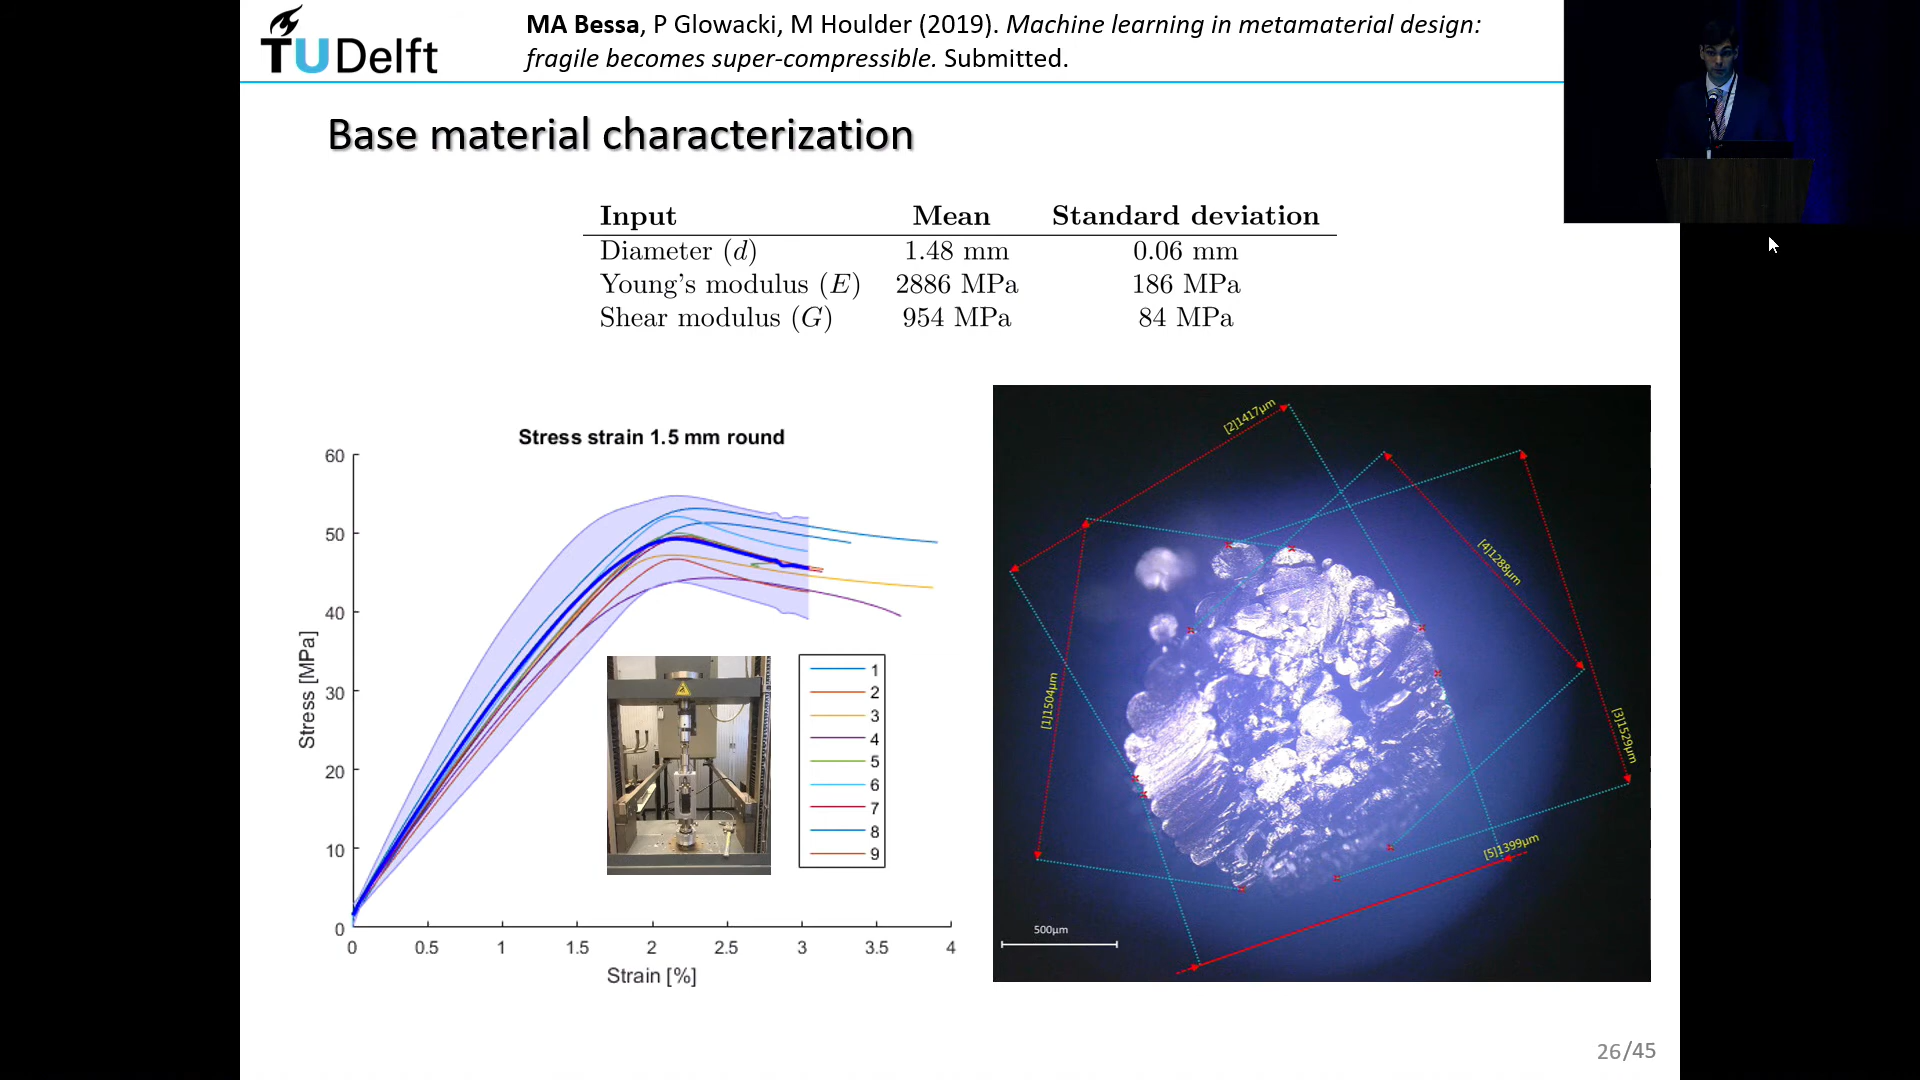 TUDelft
MA Bessa, P Glowacki, M Houlder (2019). Machine learning in metamaterial design:
fragile becomes super-compressible. Submitted.
Base material characterization
Input Mean Standard deviation
Diameter (d) 1.48 mm 0.06 mm
Young's modulus (E) 2886 MPa 186 MPa
Shear modulus (G) 954 MPa 84 MPa
Stress strain 1.5 mm round
60
50
40
30
20
10
0
Stress [MPa]
0 0.5 1 1.5 2 2.5 3 3.5 4
Strain [%]
1
2
3
4
5
6
7
8
9
[2]1417µm
[4]1288µm
[1]1504µm
[3]1529µm
[5]1399µm
500µm
26/45